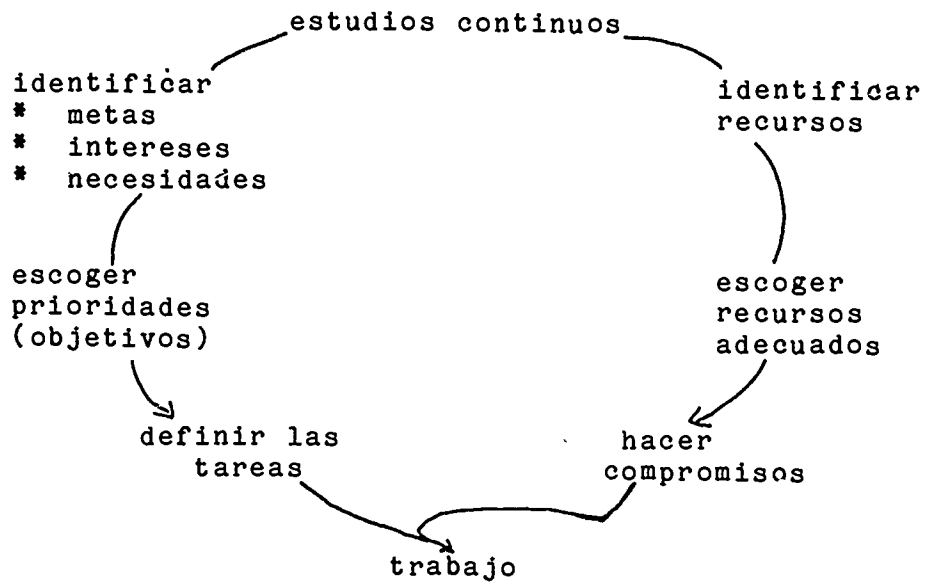 estudios continuos
identificar
* metas
* intereses
* necesidades
escoger
prioridades
(objetivos)
definir las
tareas
identificar
recursos
escoger
recursos
adecuados
hacer
compromisos
trabajo